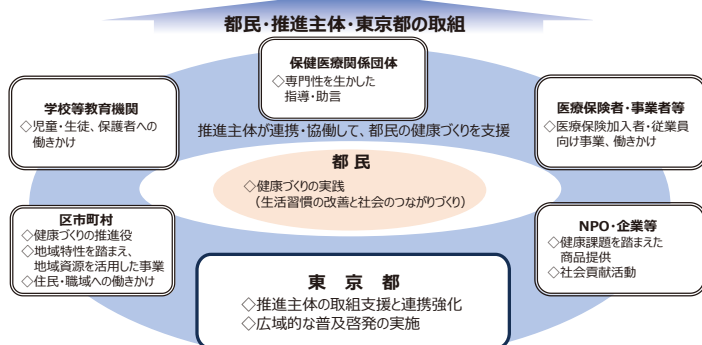 都民・推進主体・東京都の取組
保健医療関係団体
◇専門性を生かした
指導・助言
学校等教育機関
◇児童・生徒、保護者への
働きかけ
医療保険者・事業者等
◇医療保険加入者・従業員
向け事業、働きかけ
推進主体が連携・協働して、都民の健康づくりを支援
都 民
◇健康づくりの実践
（生活習慣の改善と社会のつながりづくり）
区市町村
◇健康づくりの推進役
◇地域特性を踏まえ、
地域資源を活用した事業
◇住民・職域への働きかけ
NPO・企業等
◇健康課題を踏まえた
商品提供
◇社会貢献活動
東 京 都
◇推進主体の取組支援と連携強化
◇広域的な普及啓発の実施